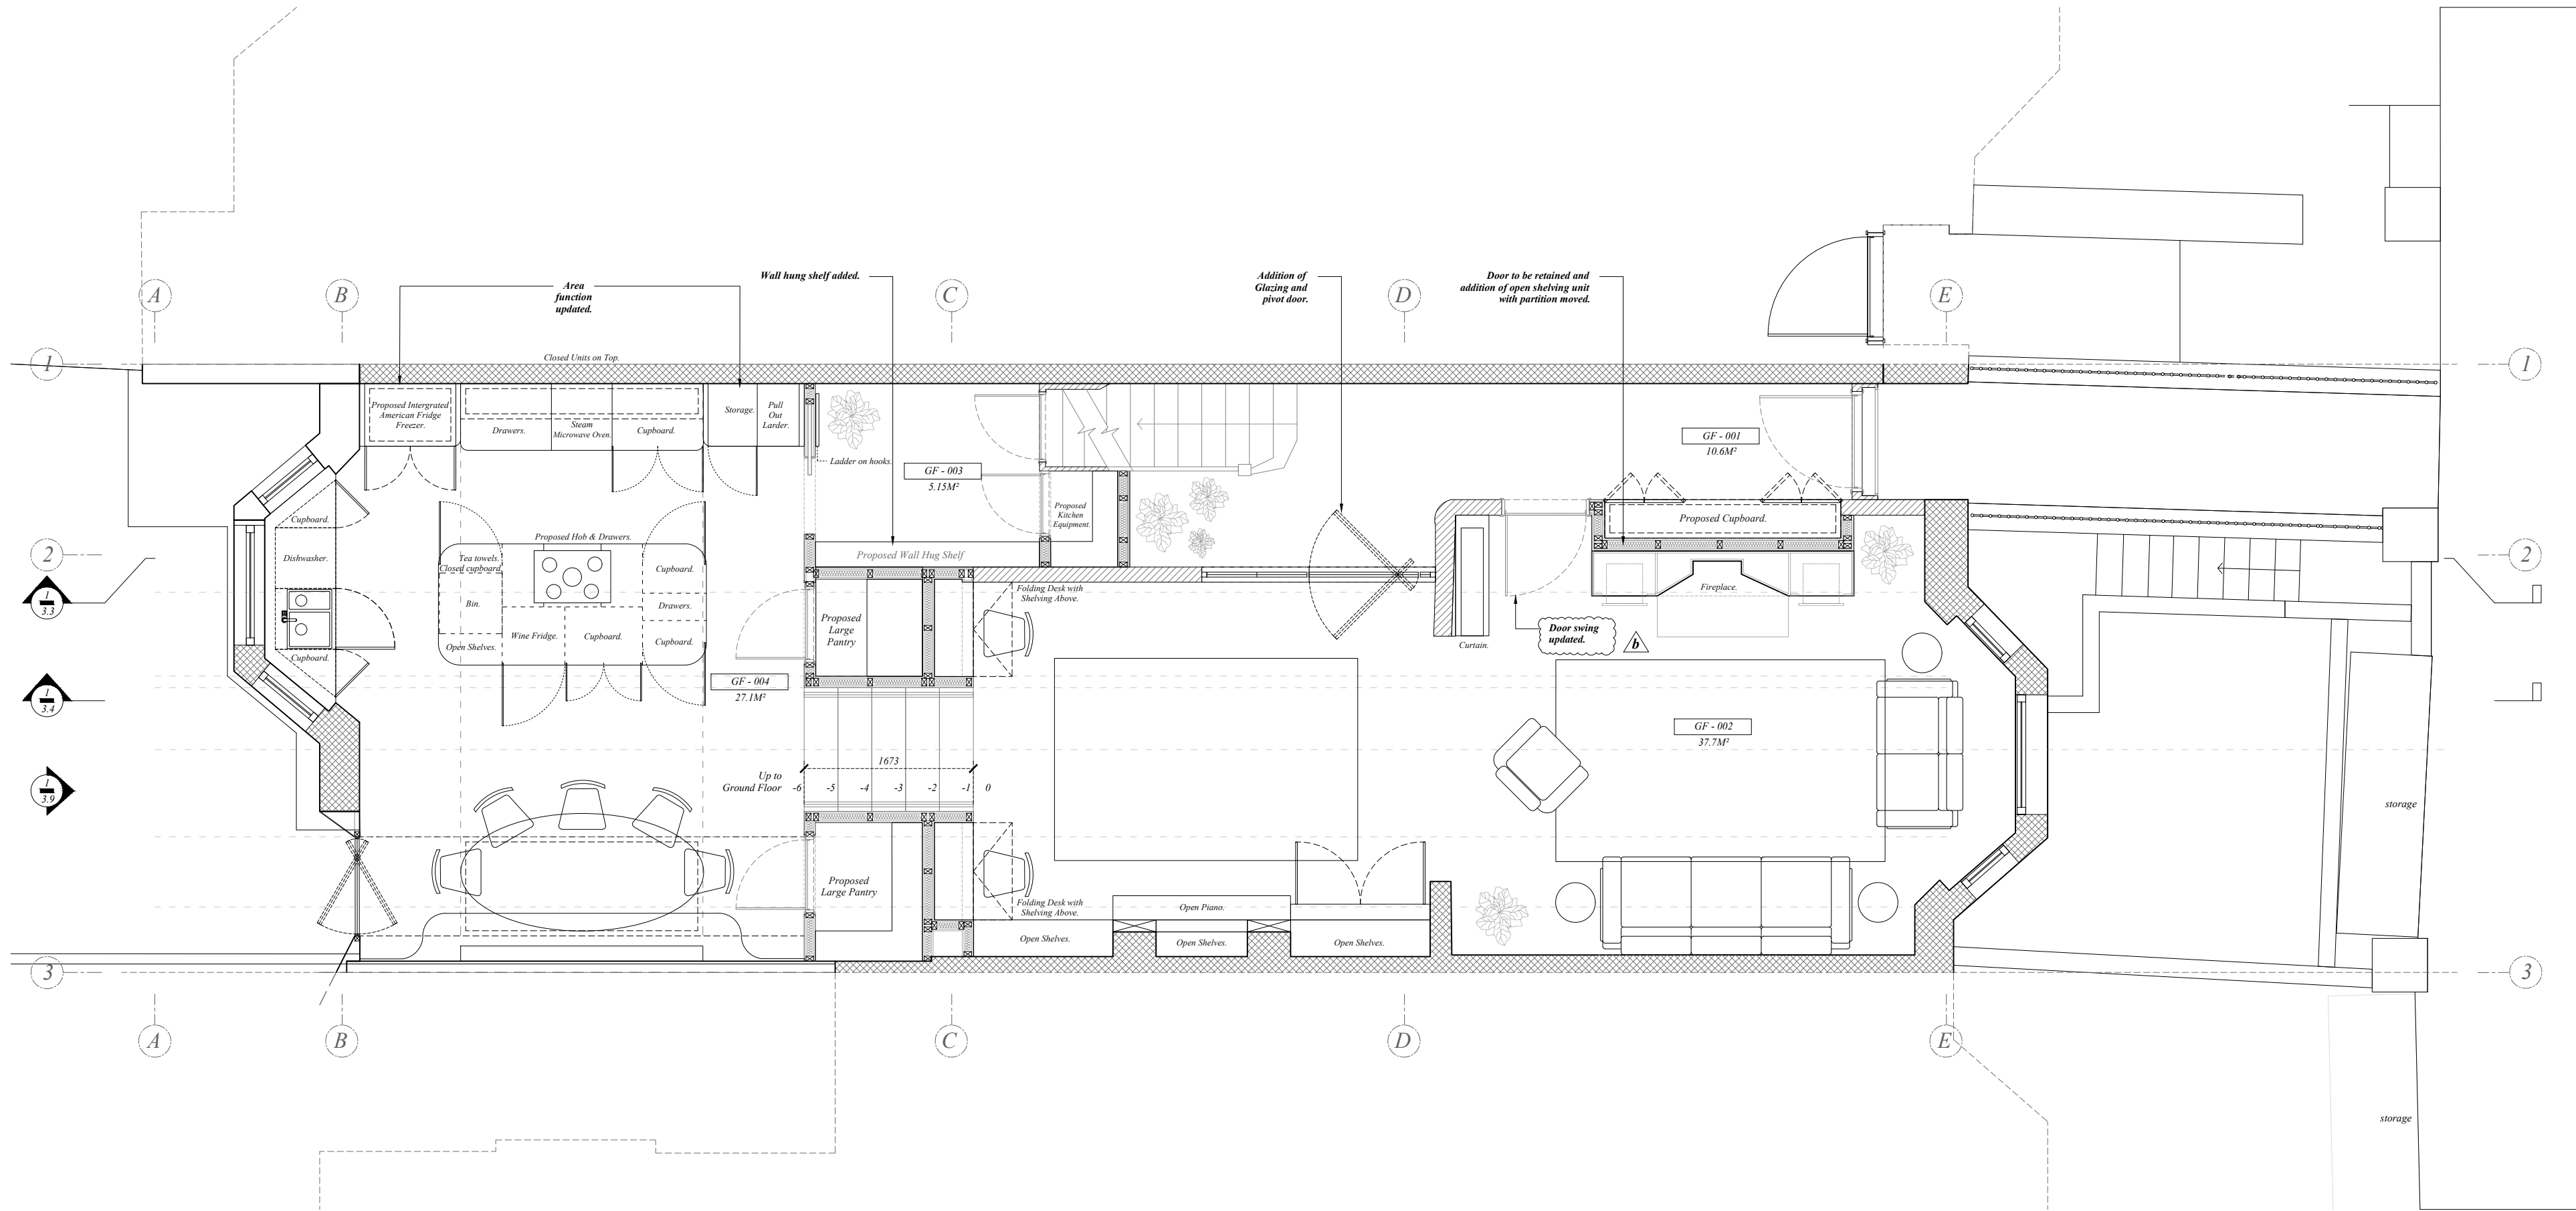 Wall hung shelf added.
Addition of
Glazing and
pivot door.
Door to be retained and
addition of open shelving unit
with partition moved.
Area
function
updated.
A
B
C
D
E
1
Closed Units on Top.
1
Proposed Intergrated
American Fridge
Freezer.
Drawers.
Steam
Microwave Oven.
Cupboard.
Storage.
Pull
Out
Larder.
Ladder on hooks.
GF - 003
5.15M²
GF - 001
10.6M²
Proposed
Kitchen
Equipment.
Proposed Cupboard.
Cupboard.
Dishwasher.
Cupboard.
2
Proposed Hob & Drawers.
Tea towels.
Closed cupboard
Bin.
Open Shelves.
Wine Fridge.
Cupboard.
Cupboard.
Drawers.
Cupboard.
Proposed Wall Hug Shelf
2
1
3.3
Proposed
Large
Pantry
Folding Desk with
Shelving Above.
Fireplace.
Door swing
updated.
b
Curtain.
1
3.4
GF - 004
27.1M²
GF - 002
37.7M²
1
3.9
1673
Up to
Ground Floor
-6
-5
-4
-3
-2
-1
0
storage
Proposed
Large Pantry
Folding Desk with
Shelving Above.
Open Piano.
Open Shelves.
Open Shelves.
Open Shelves.
3
3
A
B
C
D
E
storage